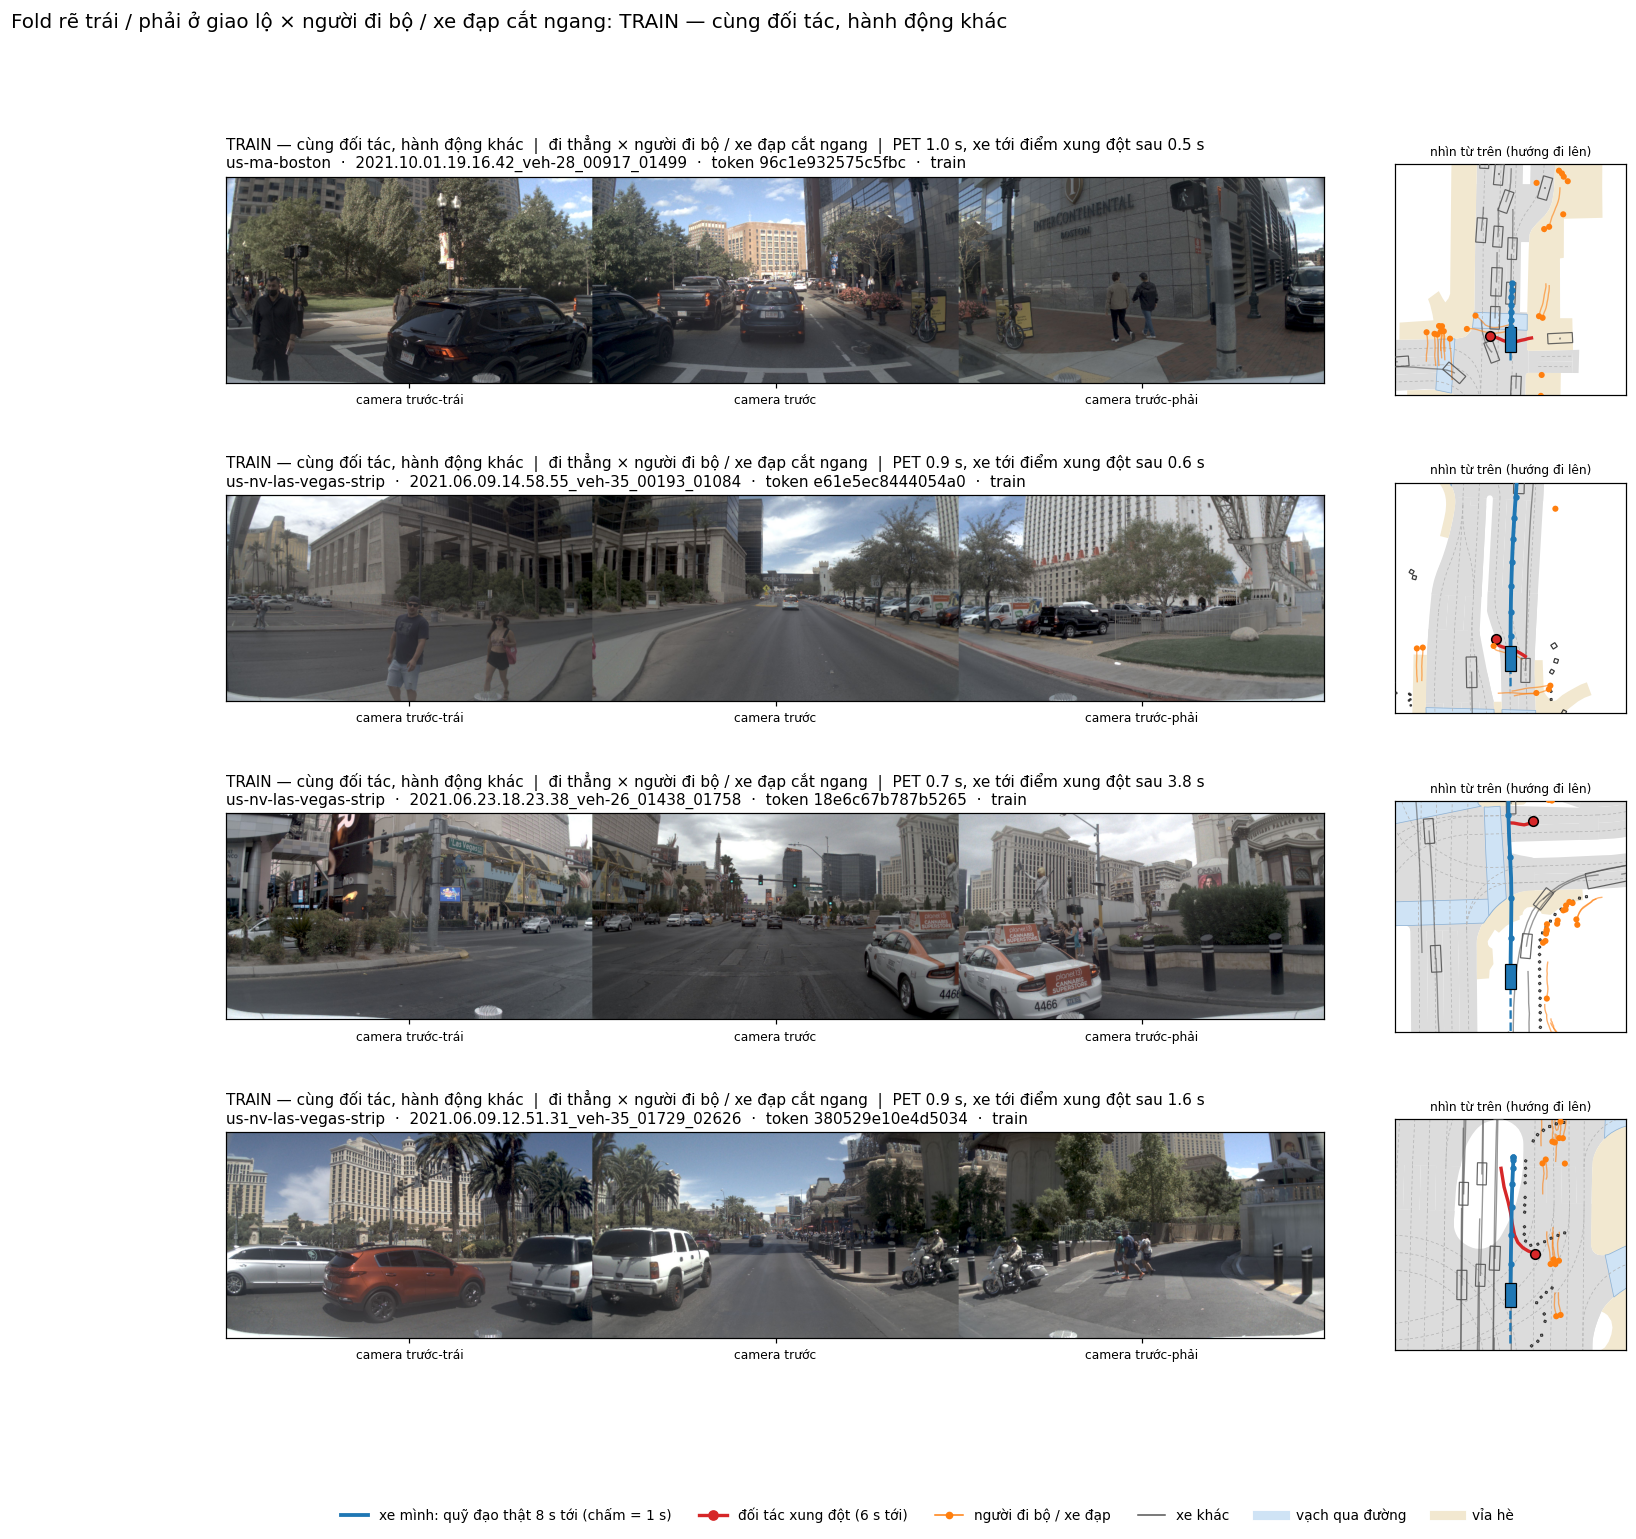 Fold rẽ trái / phải ở giao lộ × người đi bộ / xe đạp cắt ngang: TRAIN — cùng đối tác, hành động khác
TRAIN — cùng đối tác, hành động khác | đi thẳng × người đi bộ / xe đạp cắt ngang | PET 1.0 s, xe tới điểm xung đột sau 0.5 s
us-ma-boston · 2021.10.01.19.16.42_veh-28_00917_01499 · token 96c1e932575c5fbc · train
nhìn từ trên (hướng đi lên)
INTERCONTINENTAL
BOSTON
camera trước-trái
camera trước
camera trước-phải
TRAIN — cùng đối tác, hành động khác | đi thẳng × người đi bộ / xe đạp cắt ngang | PET 0.9 s, xe tới điểm xung đột sau 0.6 s
us-nv-las-vegas-strip · 2021.06.09.14.58.55_veh-35_00193_01084 · token e61e5ec8444054a0 · train
nhìn từ trên (hướng đi lên)
camera trước-trái
camera trước
camera trước-phải
TRAIN — cùng đối tác, hành động khác | đi thẳng × người đi bộ / xe đạp cắt ngang | PET 0.7 s, xe tới điểm xung đột sau 3.8 s
us-nv-las-vegas-strip · 2021.06.23.18.23.38_veh-26_01438_01758 · token 18e6c67b787b5265 · train
nhìn từ trên (hướng đi lên)
Las Vegas
planet 13
CANNABIS
SUPERSTORE
4466
camera trước-trái
camera trước
camera trước-phải
TRAIN — cùng đối tác, hành động khác | đi thẳng × người đi bộ / xe đạp cắt ngang | PET 0.9 s, xe tới điểm xung đột sau 1.6 s
us-nv-las-vegas-strip · 2021.06.09.12.51.31_veh-35_01729_02626 · token 380529e10e4d5034 · train
nhìn từ trên (hướng đi lên)
camera trước-trái
camera trước
camera trước-phải
xe mình: quỹ đạo thật 8 s tới (chấm = 1 s)
đối tác xung đột (6 s tới)
người đi bộ / xe đạp
xe khác
vạch qua đường
vỉa hè